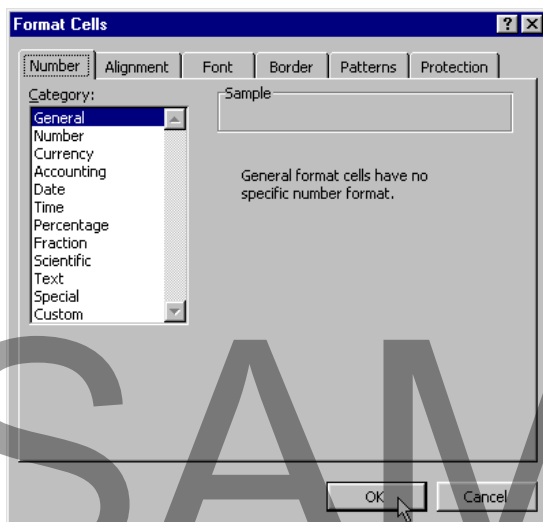 Format Cells
Number Alignment Font Border Patterns Protection
Category:
General
Number
Currency
Accounting
Date
Time
Percentage
Fraction
Scientific
Text
Special
Custom
Sample
General format cells have no
specific number format.
SAM
OK Cancel